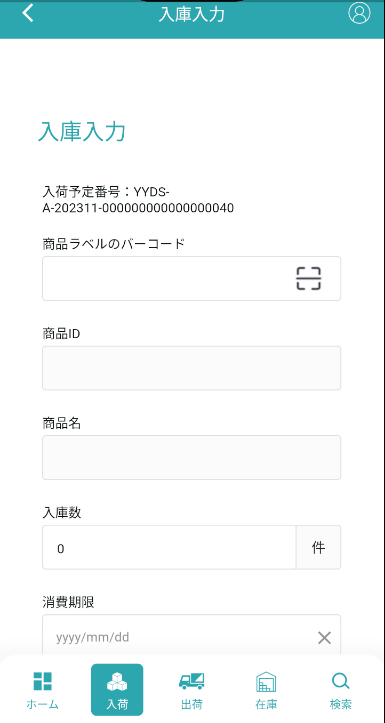 入庫入力
入庫入力
入荷予定番号：YYDS-
A-202311-000000000000000040
商品ラベルのバーコード
商品ID
商品名
入庫数
0
件
消費期限
yyyy/mm/dd
ホーム
入荷
出荷
在庫
検索